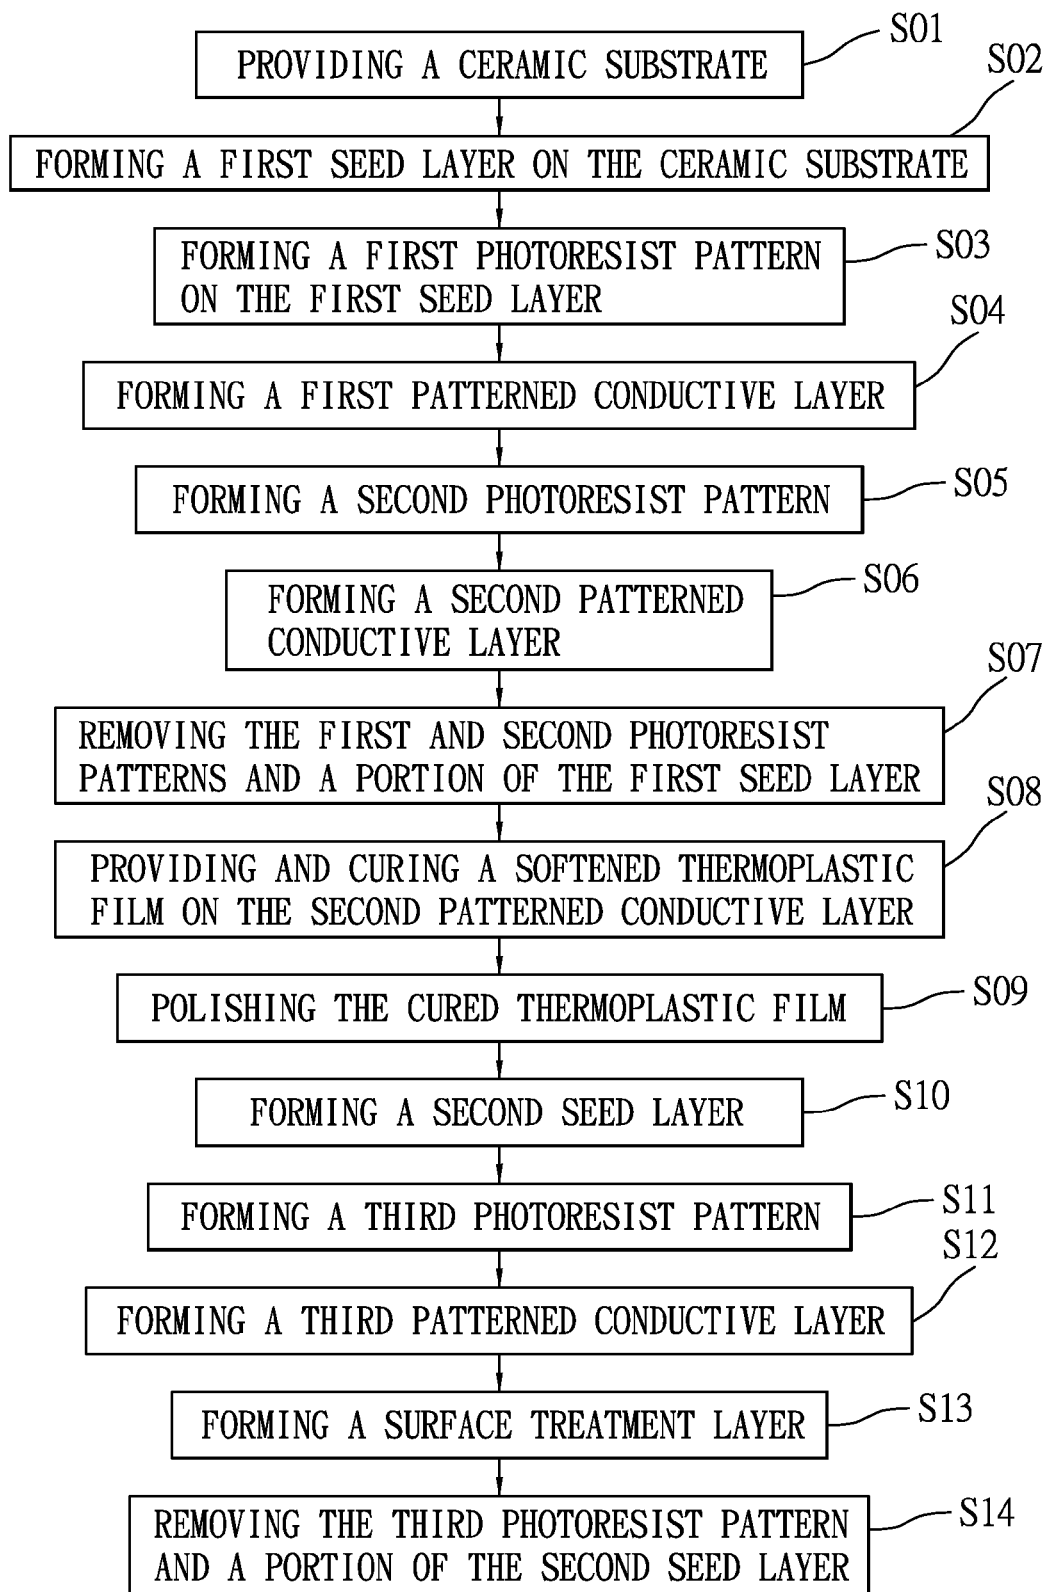 S01
PROVIDING A CERAMIC SUBSTRATE
S02
FORMING A FIRST SEED LAYER ON THE CERAMIC SUBSTRATE
S03
FORMING A FIRST PHOTORESIST PATTERN
ON THE FIRST SEED LAYER
S04
FORMING A FIRST PATTERNED CONDUCTIVE LAYER
S05
FORMING A SECOND PHOTORESIST PATTERN
S06
FORMING A SECOND PATTERNED
CONDUCTIVE LAYER
S07
REMOVING THE FIRST AND SECOND PHOTORESIST
PATTERNS AND A PORTION OF THE FIRST SEED LAYER
S08
PROVIDING AND CURING A SOFTENED THERMOPLASTIC
FILM ON THE SECOND PATTERNED CONDUCTIVE LAYER
S09
POLISHING THE CURED THERMOPLASTIC FILM
S10
FORMING A SECOND SEED LAYER
S11
FORMING A THIRD PHOTORESIST PATTERN
S12
FORMING A THIRD PATTERNED CONDUCTIVE LAYER
S13
FORMING A SURFACE TREATMENT LAYER
S14
REMOVING THE THIRD PHOTORESIST PATTERN
AND A PORTION OF THE SECOND SEED LAYER